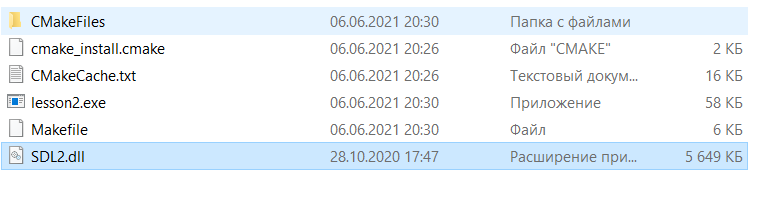 CMakeFiles 06.06.2021 20:30 Папка с файлами
cmake_install.cmake 06.06.2021 20:26 Файл "CMAKE" 2 КБ
CMakeCache.txt 06.06.2021 20:26 Текстовый докум... 16 КБ
lesson2.exe 06.06.2021 20:30 Приложение 58 КБ
Makefile 06.06.2021 20:30 Файл 6 КБ
SDL2.dll 28.10.2020 17:47 Расширение при... 5 649 КБ